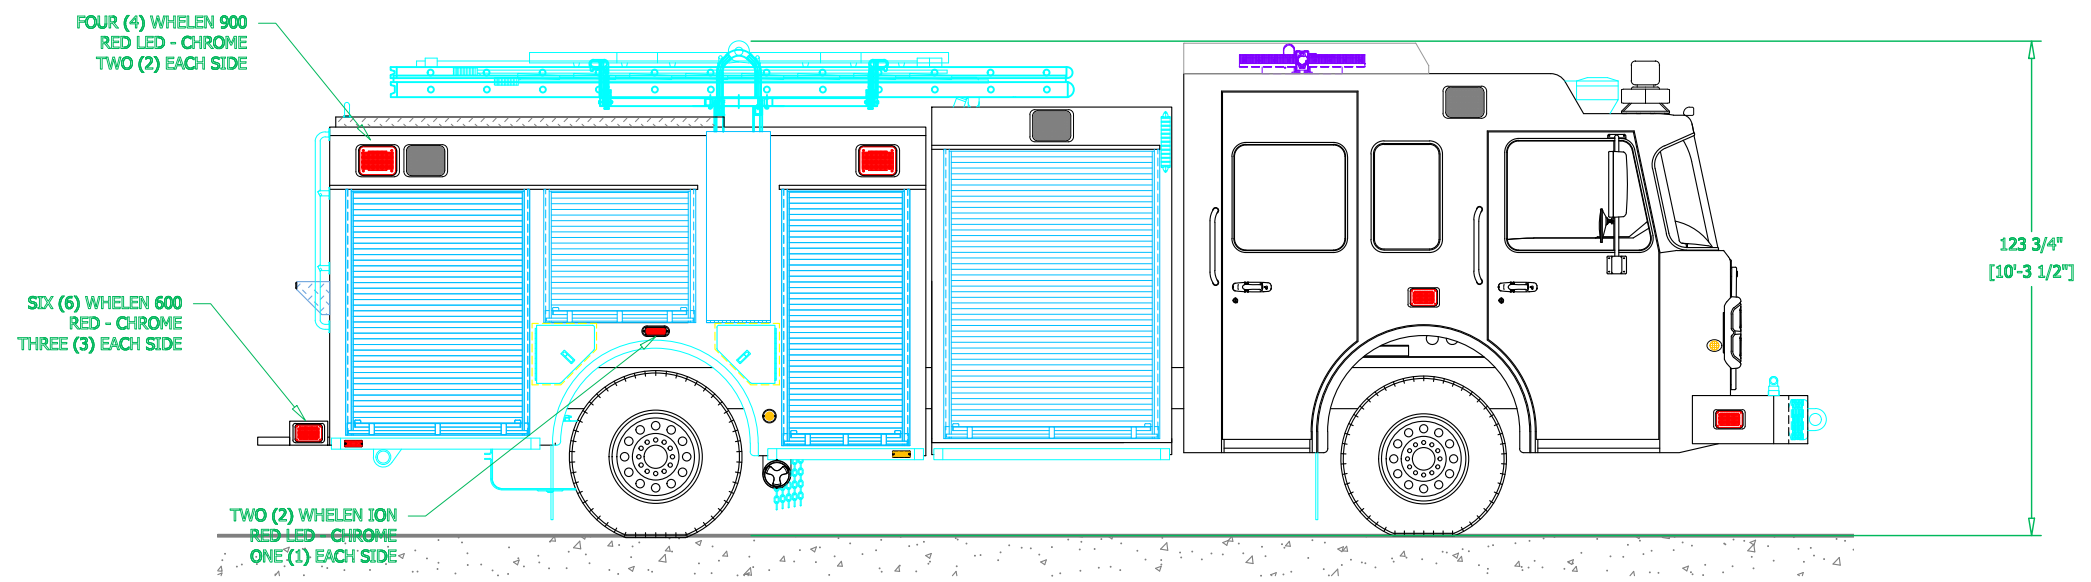 FOUR (4) WHELEN 900
RED LED - CHROME
TWO (2) EACH SIDE
123 3/4"
[10'-3 1/2"]
SIX (6) WHELEN 600
RED - CHROME
THREE (3) EACH SIDE
TWO (2) WHELEN ION
RED LED - CHROME
ONE (1) EACH SIDE